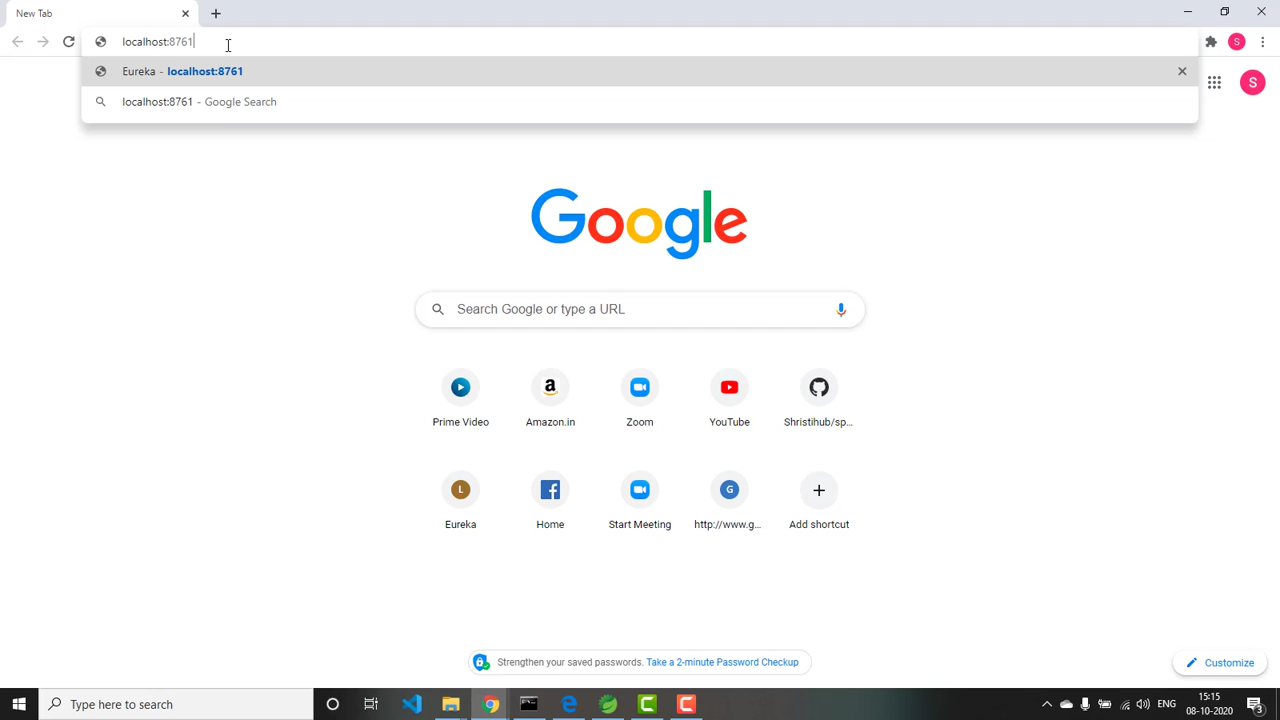 New Tab
localhost:8761
Eureka - localhost:8761
localhost:8761 - Google Search
S
S
Google
Search Google or type a URL
a
Prime Video
Amazon.in
Zoom
YouTube
Shristihub/sp...
L
G
Eureka
Home
Start Meeting
http://www.g...
Add shortcut
Strengthen your saved passwords. Take a 2-minute Password Checkup
Customize
Type here to search
ENG
15:15
08-10-2020
3